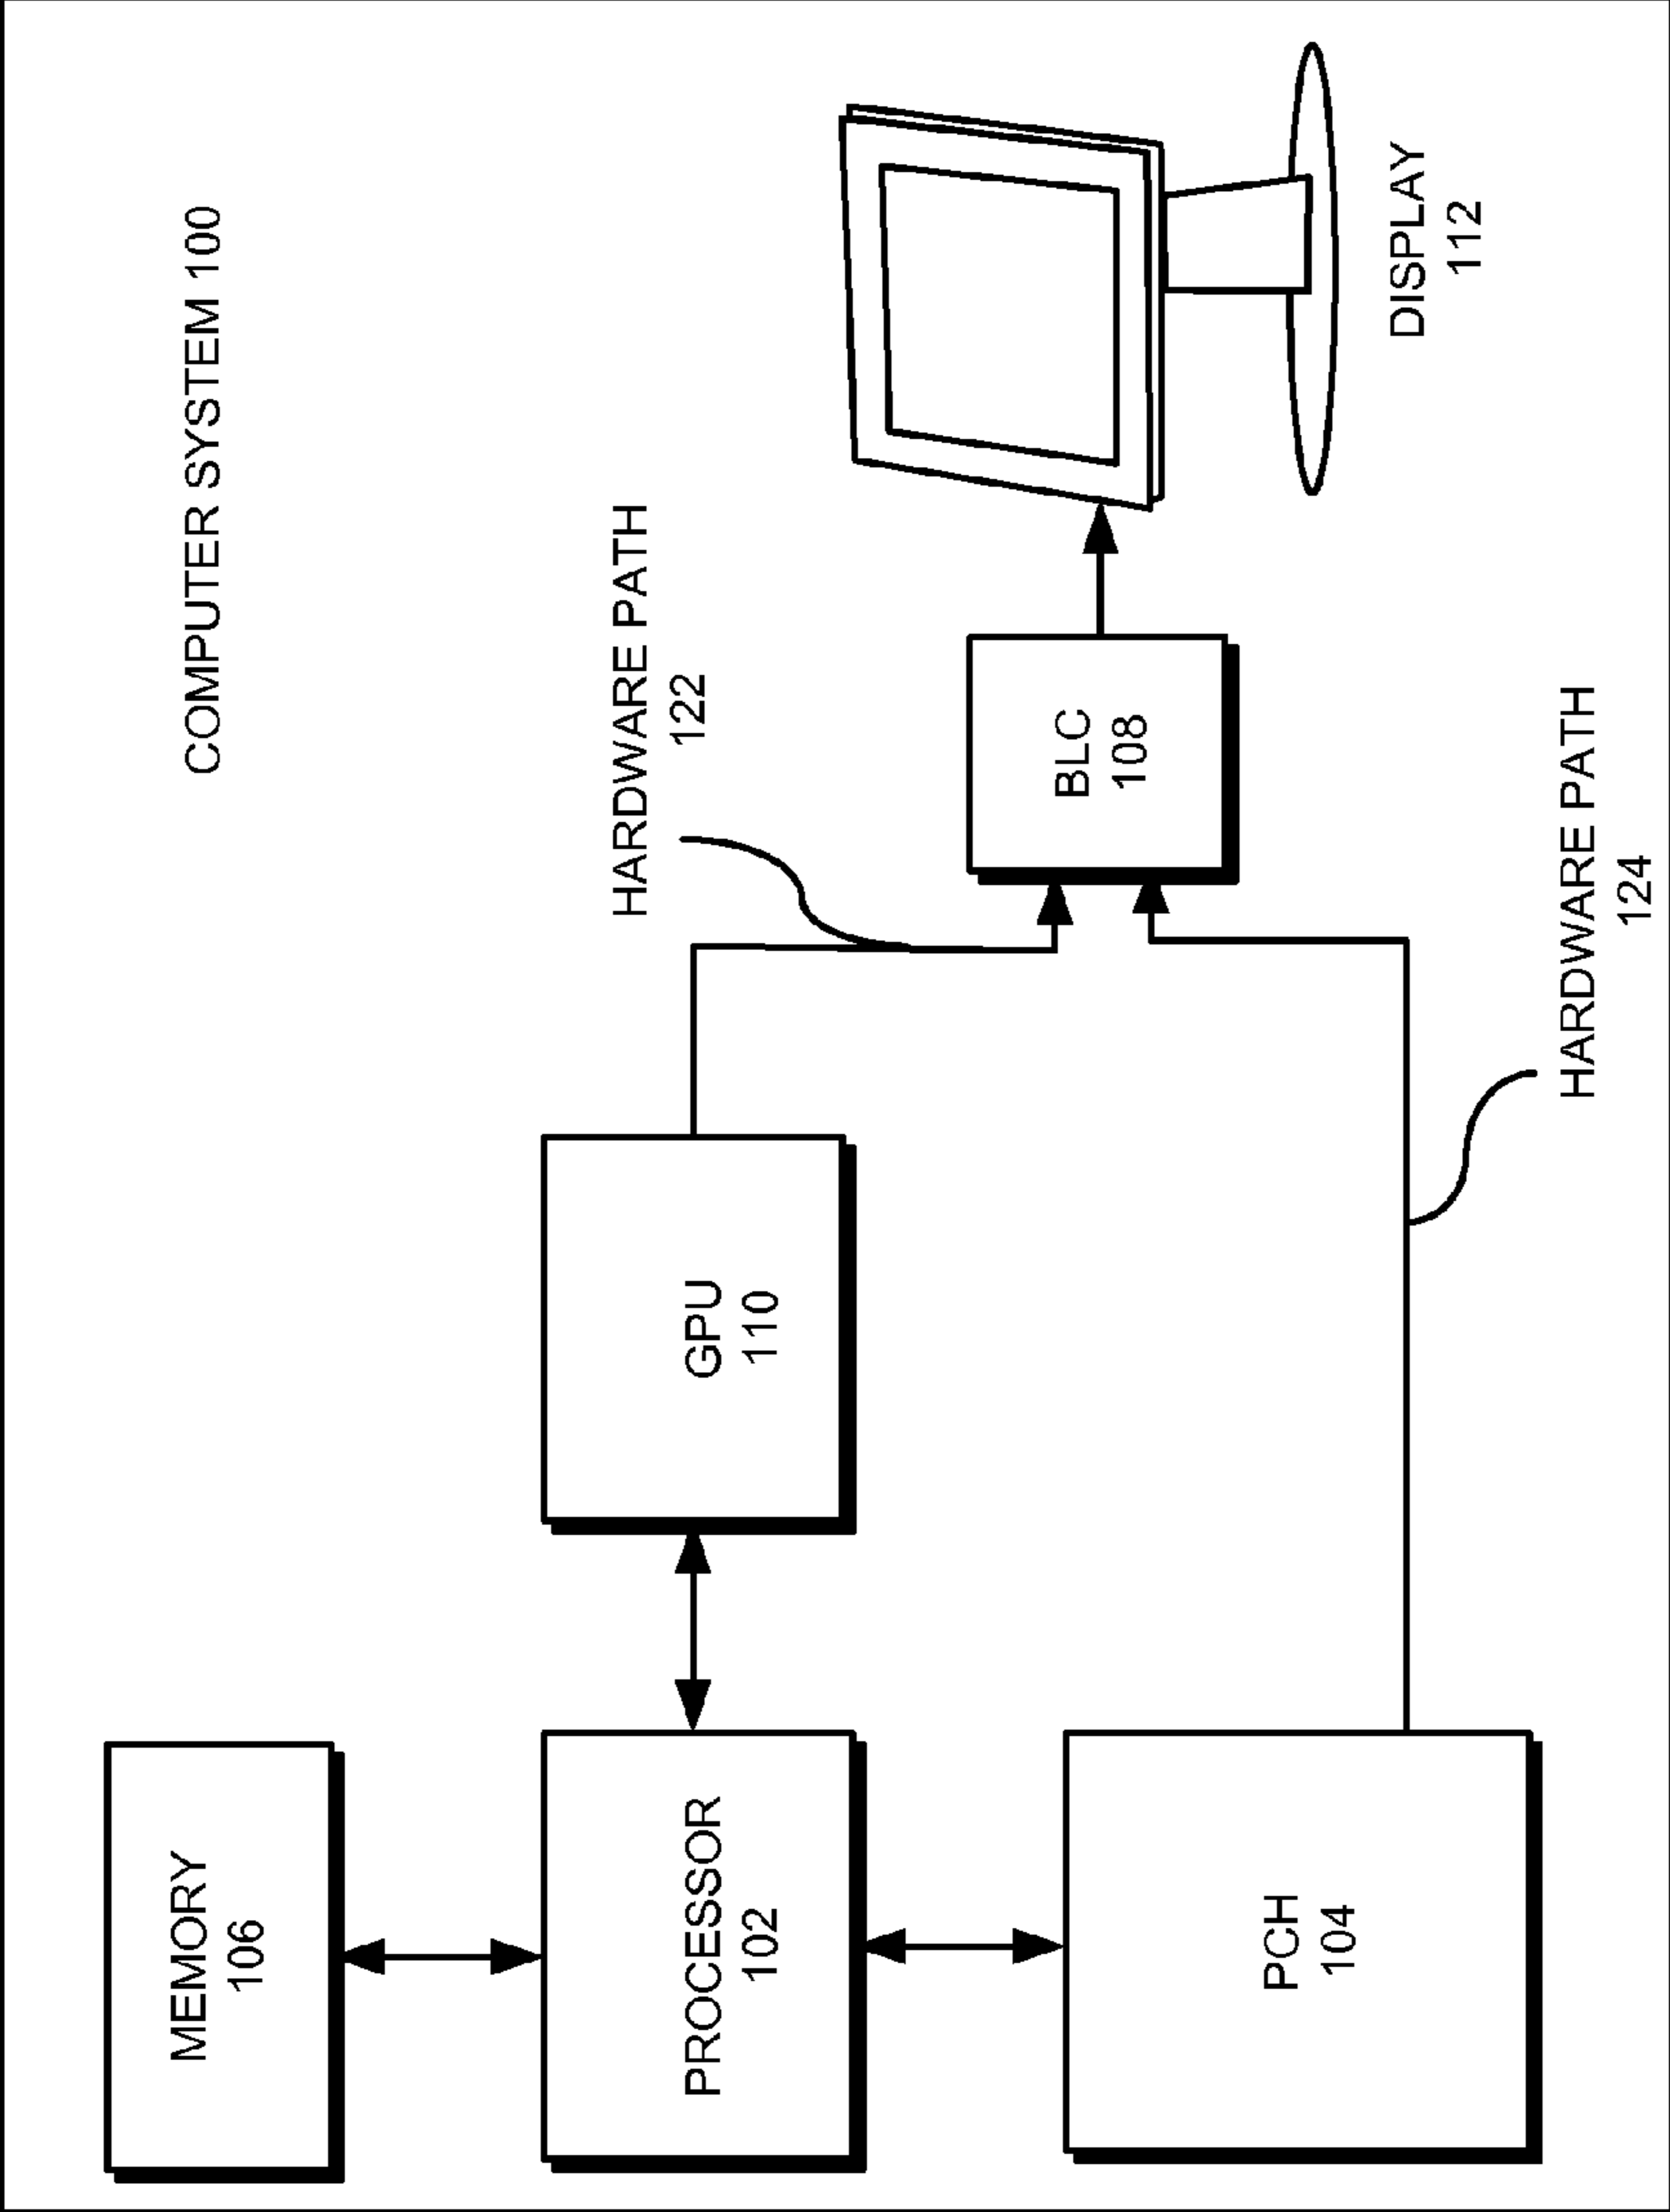 COMPUTER SYSTEM 100
MEMORY
106
HARDWARE PATH
122
PROCESSOR
102
GPU
110
BLC
108
PCH
104
DISPLAY
112
HARDWARE PATH
124